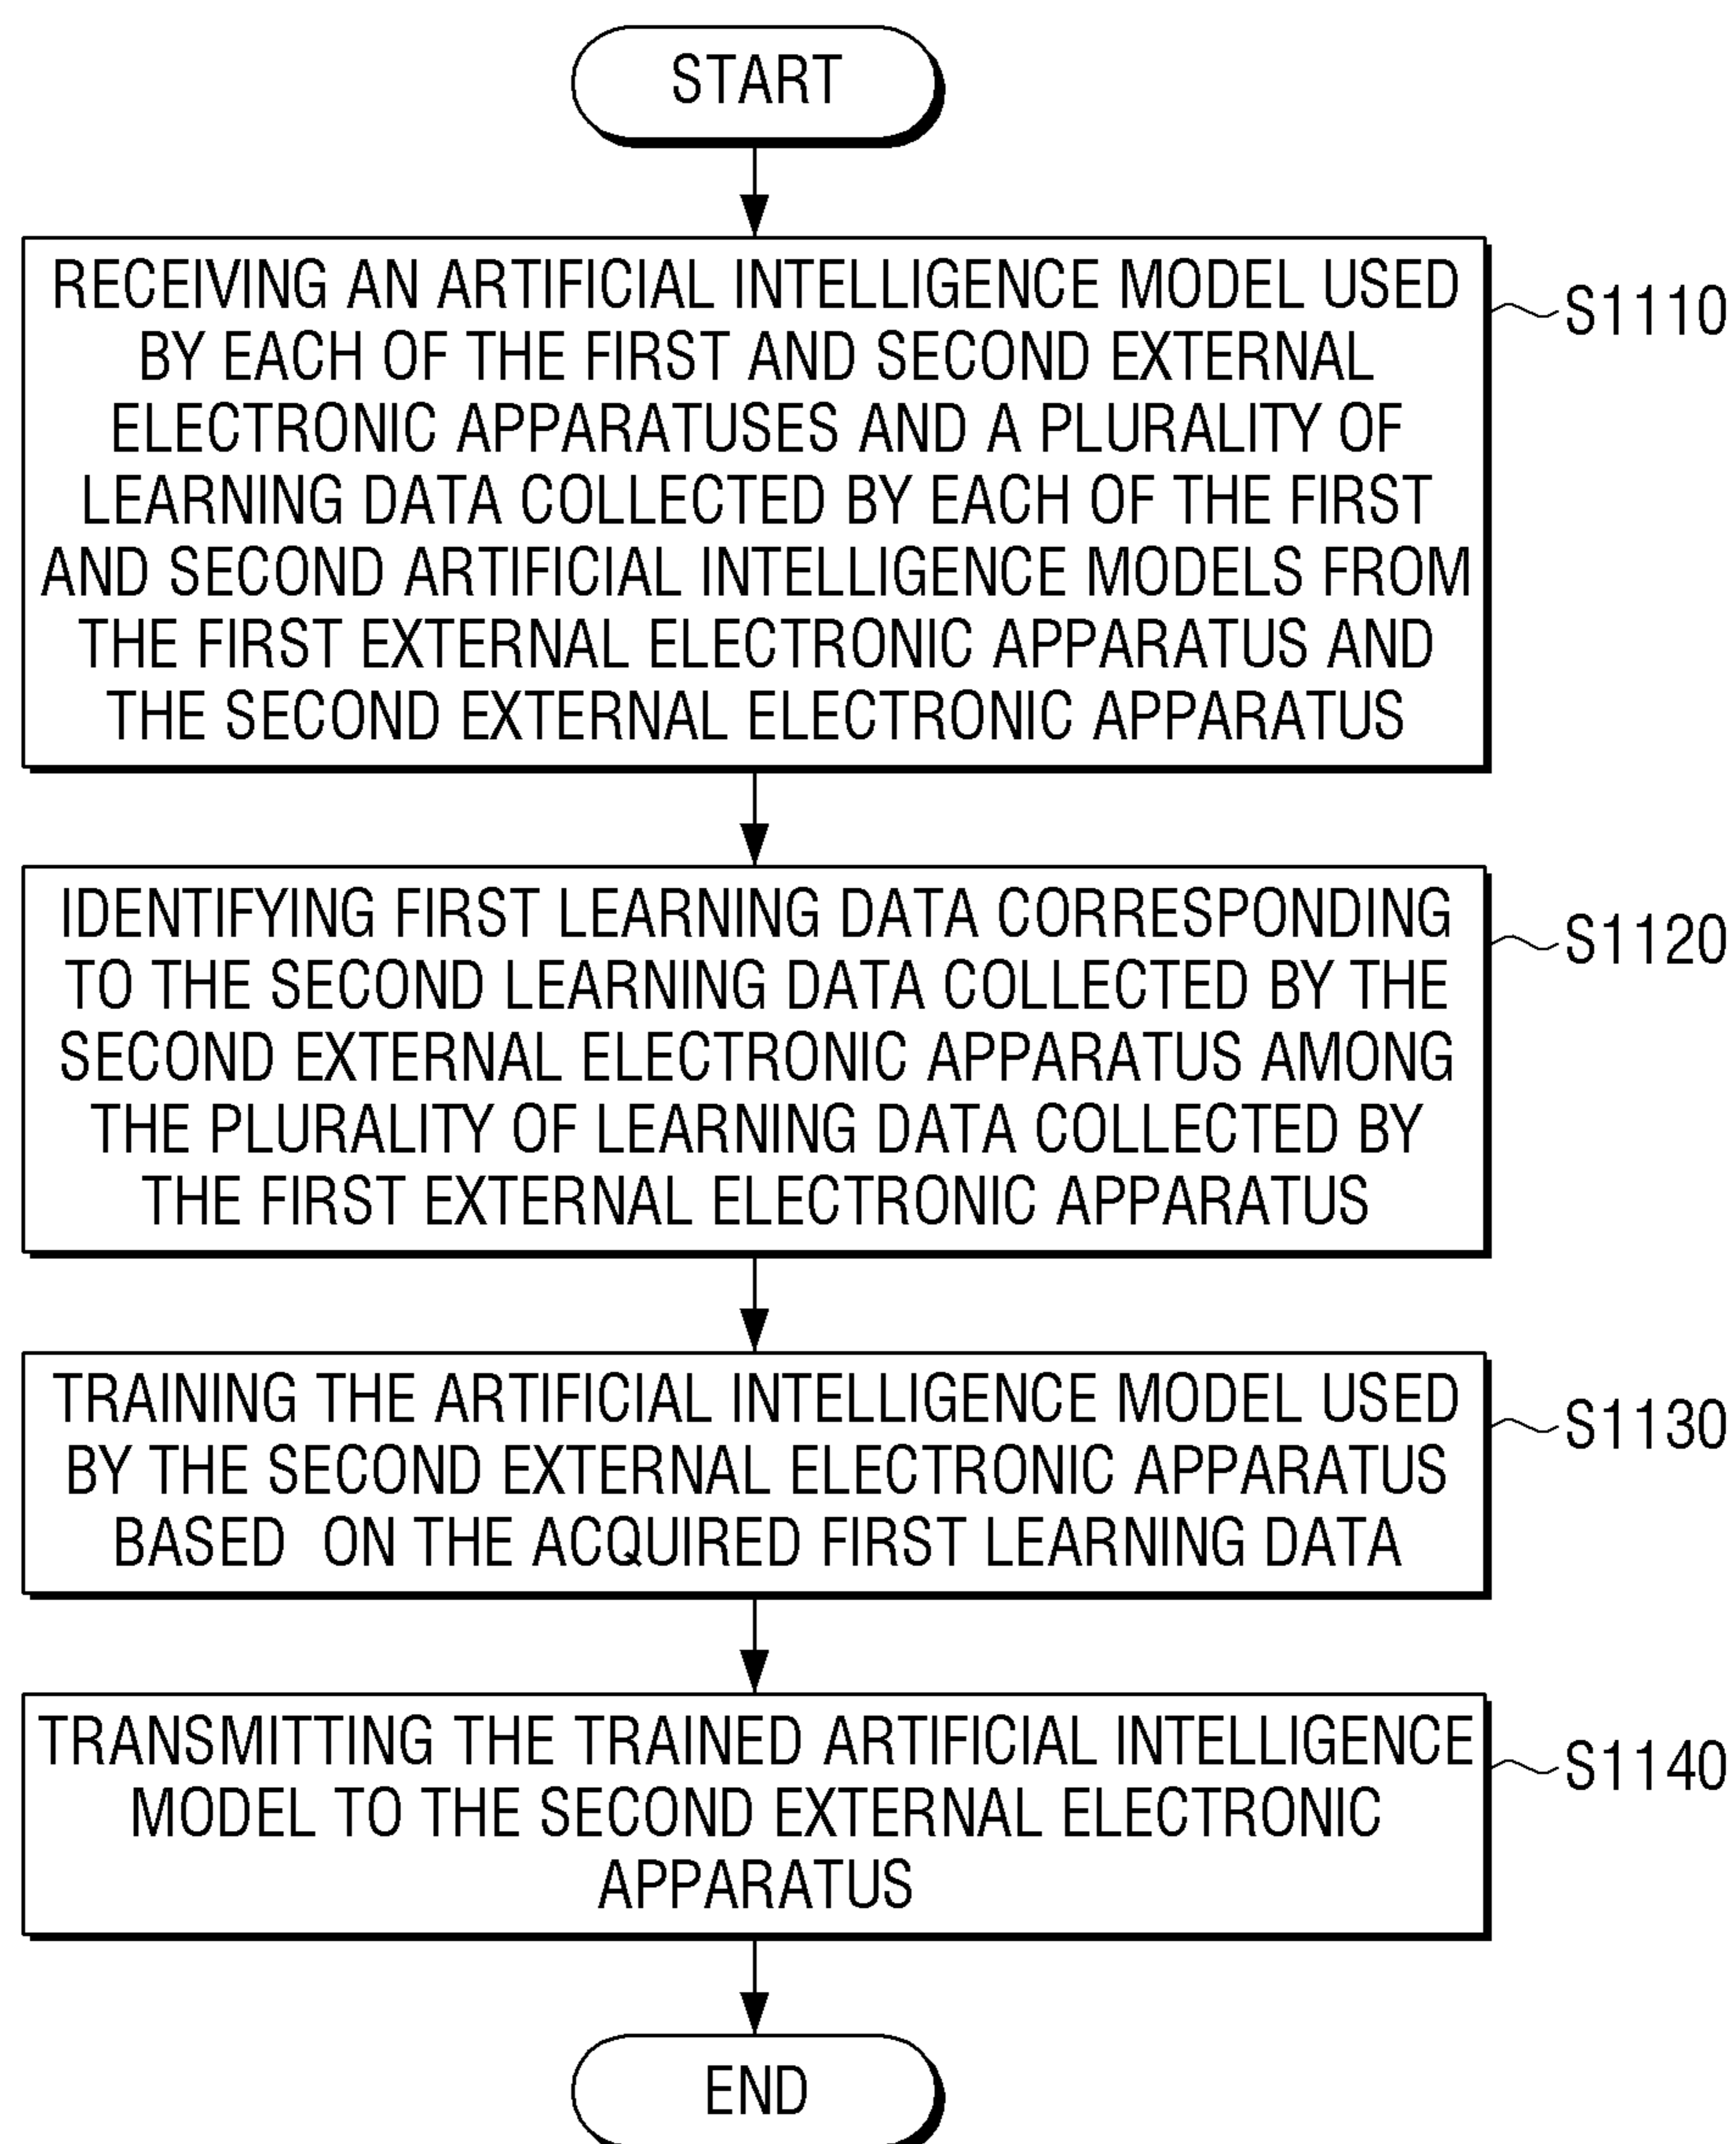 START
RECEIVING AN ARTIFICIAL INTELLIGENCE MODEL USED
BY EACH OF THE FIRST AND SECOND EXTERNAL
ELECTRONIC APPARATUSES AND A PLURALITY OF
LEARNING DATA COLLECTED BY EACH OF THE FIRST
AND SECOND ARTIFICIAL INTELLIGENCE MODELS FROM
THE FIRST EXTERNAL ELECTRONIC APPARATUS AND
THE SECOND EXTERNAL ELECTRONIC APPARATUS
S1110
IDENTIFYING FIRST LEARNING DATA CORRESPONDING
TO THE SECOND LEARNING DATA COLLECTED BY THE
SECOND EXTERNAL ELECTRONIC APPARATUS AMONG
THE PLURALITY OF LEARNING DATA COLLECTED BY
THE FIRST EXTERNAL ELECTRONIC APPARATUS
S1120
TRAINING THE ARTIFICIAL INTELLIGENCE MODEL USED
BY THE SECOND EXTERNAL ELECTRONIC APPARATUS
BASED ON THE ACQUIRED FIRST LEARNING DATA
S1130
TRANSMITTING THE TRAINED ARTIFICIAL INTELLIGENCE
MODEL TO THE SECOND EXTERNAL ELECTRONIC
APPARATUS
S1140
END